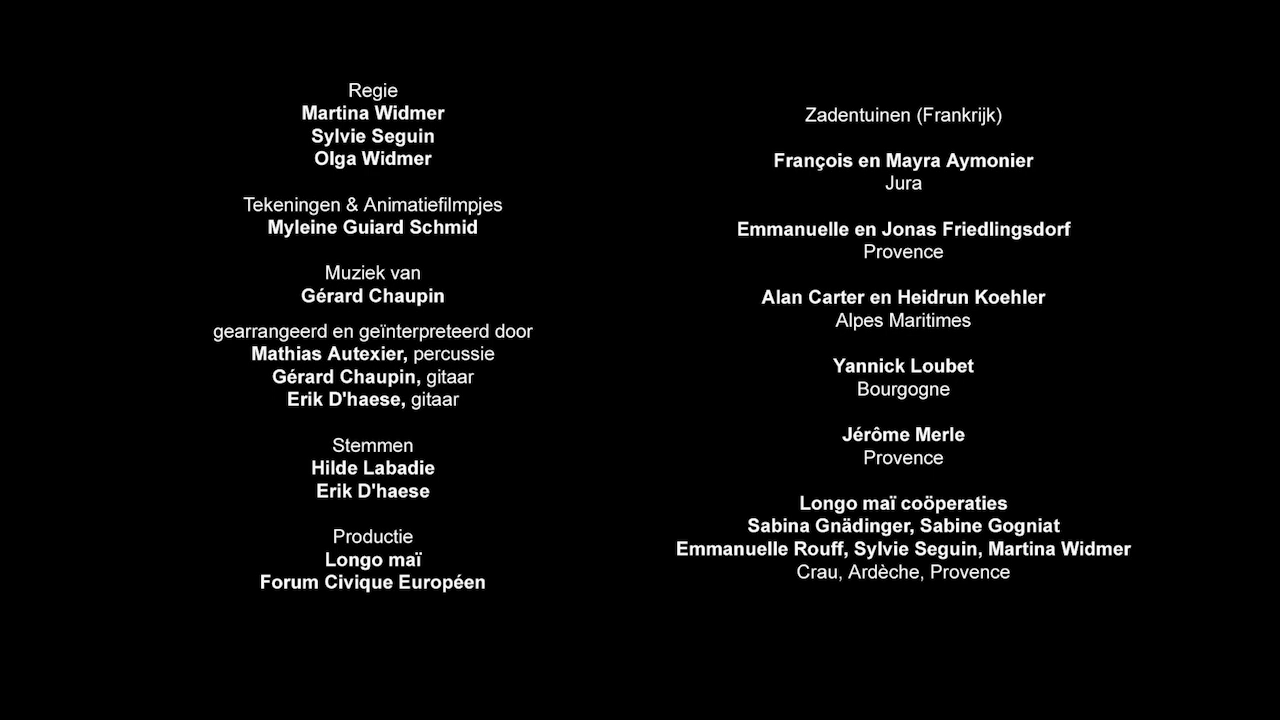 Regie
Martina Widmer
Sylvie Seguin
Olga Widmer
Tekeningen & Animatiefilmpjes
Myleine Guiard Schmid
Muziek van
Gérard Chaupin
gearrangeerd en geïnterpreteerd door
Mathias Autexier, percussie
Gérard Chaupin, gitaar
Erik D'haese, gitaar
Stemmen
Hilde Labadie
Erik D'haese
Productie
Longo maï
Forum Civique Européen
Zadentuinen (Frankrijk)
François en Mayra Aymonier
Jura
Emmanuelle en Jonas Friedlingsdorf
Provence
Alan Carter en Heidrun Koehler
Alpes Maritimes
Yannick Loubet
Bourgogne
Jérôme Merle
Provence
Longo maï coöperaties
Sabina Gnädinger, Sabine Gogniat
Emmanuelle Rouff, Sylvie Seguin, Martina Widmer
Crau, Ardèche, Provence